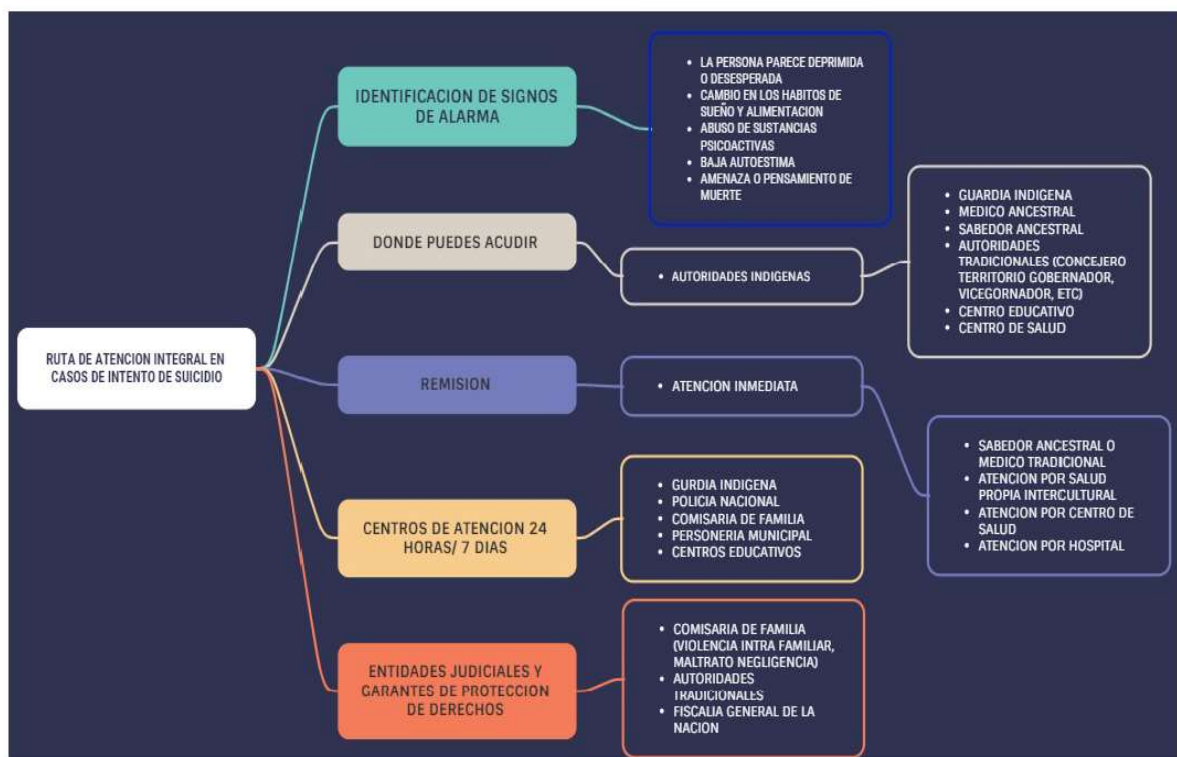 RUTA DE ATENCION INTEGRAL EN
CASOS DE INTENTO DE SUICIDIO
IDENTIFICACION DE SIGNOS
DE ALARMA
• LA PERSONA PARECE DEPRIMIDA
O DESESPERADA
• CAMBIO EN LOS HABITOS DE
SUEÑO Y ALIMENTACION
• ABUSO DE SUSTANCIAS
PSICOACTIVAS
• BAJA AUTOESTIMA
• AMENAZA O PENSAMIENTO DE
MUERTE
DONDE PUEDES ACUDIR
• AUTORIDADES INDIGENAS
• GUARDIA INDIGENA
• MEDICO ANCESTRAL
• SABEDOR ANCESTRAL
• AUTORIDADES
TRADICIONALES (CONCEJERO
TERRITORIO GOBERNADOR,
VICEGORNADOR, ETC)
• CENTRO EDUCATIVO
• CENTRO DE SALUD
REMISION
• ATENCION INMEDIATA
• SABEDOR ANCESTRAL O
MEDICO TRADICIONAL
• ATENCION POR SALUD
PROPIA INTERCULTURAL
• ATENCION POR CENTRO DE
SALUD
• ATENCION POR HOSPITAL
CENTROS DE ATENCION 24
HORAS/ 7 DIAS
• GURDIA INDIGENA
• POLICIA NACIONAL
• COMISARIA DE FAMILIA
• PERSONERIA MUNICIPAL
• CENTROS EDUCATIVOS
ENTIDADES JUDICIALES Y
GARANTES DE PROTECCION
DE DERECHOS
• COMISARIA DE FAMILIA
(VIOLENCIA INTRA FAMILIAR,
MALTRATO NEGLIGENCIA)
• AUTORIDADES
TRADICIONALES
• FISCALIA GENERAL DE LA
NACION